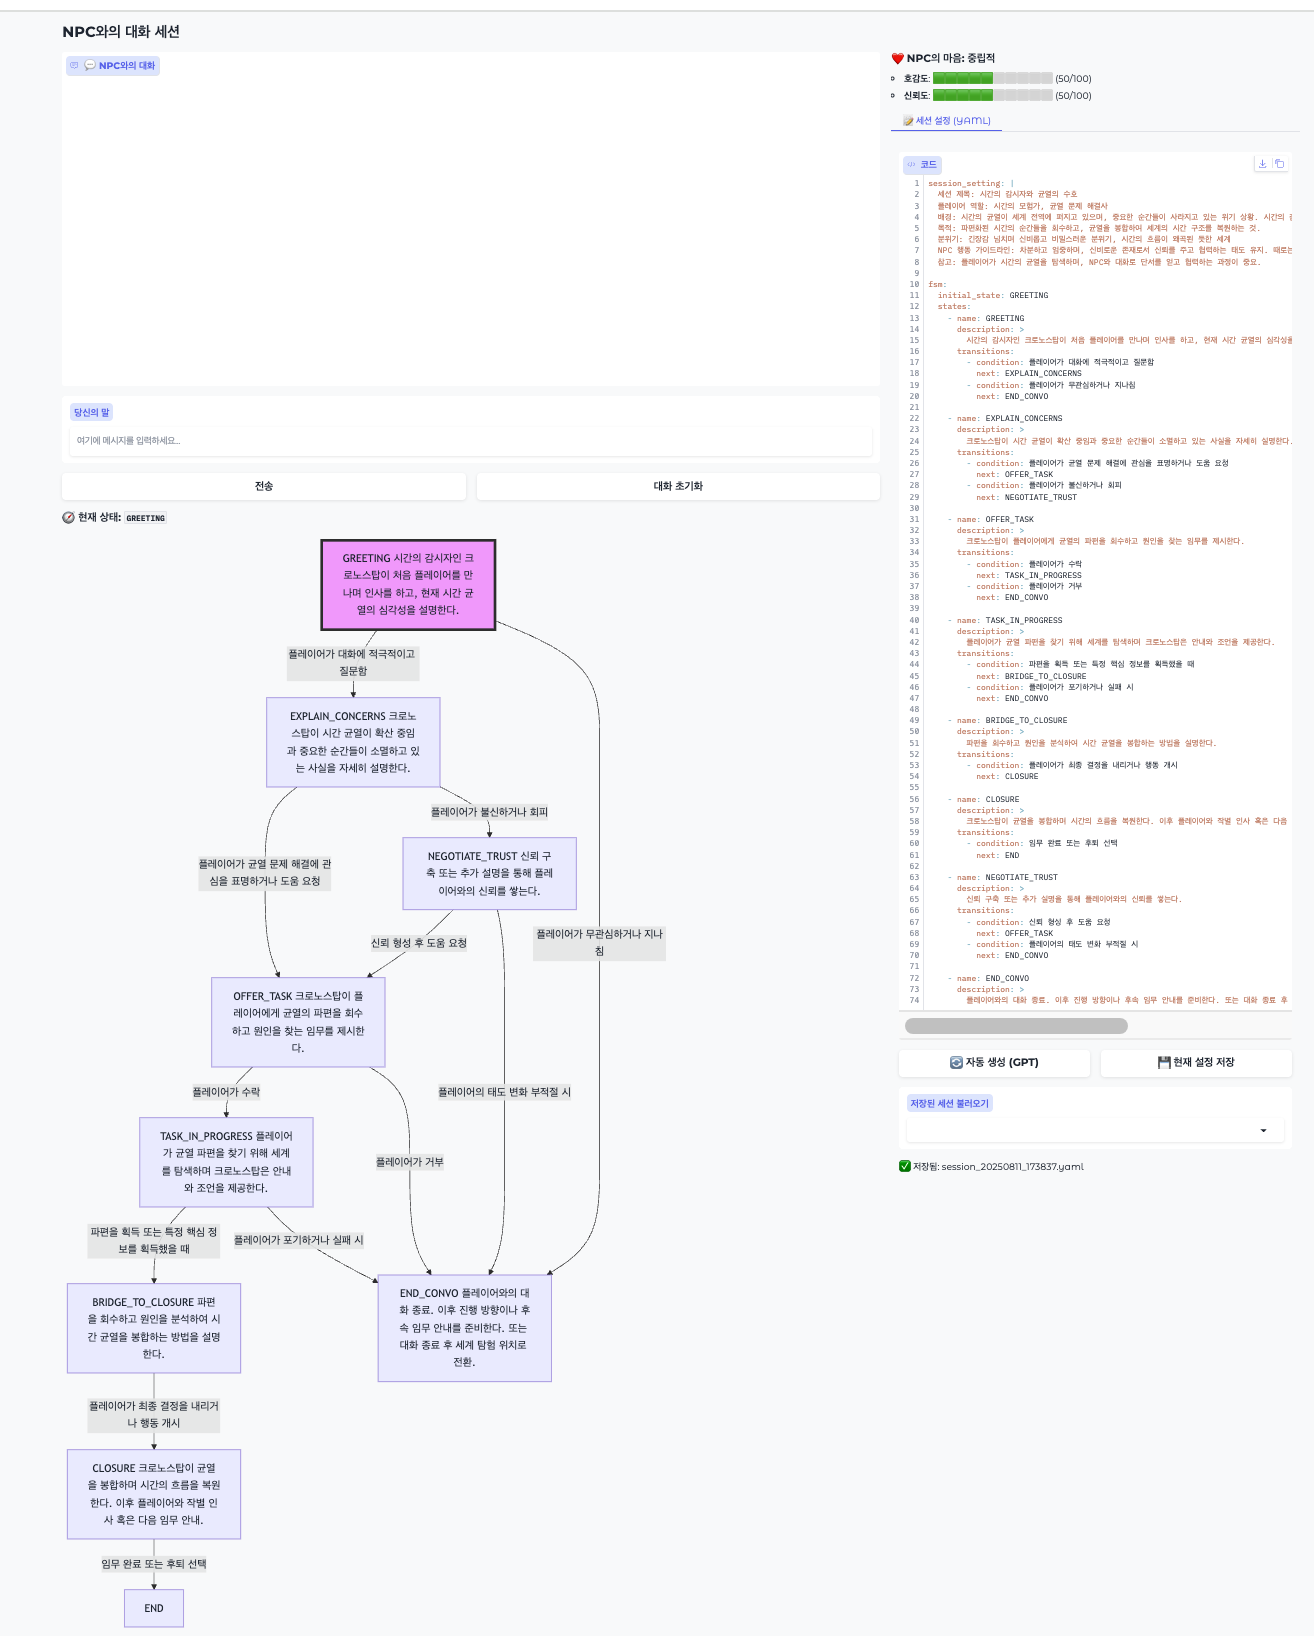 NPC와의 대화 세션
💬 NPC와의 대화
당신의 말
여기에 메시지를 입력하세요...
전송
대화 초기화
🧭 현재 상태: GREETING
GREETING 시간의 감시자인 크
로노스탑이 처음 플레이어를 만
나며 인사를 하고, 현재 시간 균
열의 심각성을 설명한다.
플레이어가 대화에 적극적이고
질문함
EXPLAIN_CONCERNS 크로노
스탑이 시간 균열이 확산 중임
과 중요한 순간들이 소멸하고 있
는 사실을 자세히 설명한다.
플레이어가 불신하거나 회피
플레이어가 균열 문제 해결에 관
심을 표명하거나 도움 요청
NEGOTIATE_TRUST 신뢰 구
축 또는 추가 설명을 통해 플레
이어와의 신뢰를 쌓는다.
신뢰 형성 후 도움 요청
플레이어가 무관심하거나 지나
침
OFFER_TASK 크로노스탑이 플
레이어에게 균열의 파편을 회수
하고 원인을 찾는 임무를 제시한
다.
플레이어가 수락
플레이어의 태도 변화 부적절 시
TASK_IN_PROGRESS 플레이어
가 균열 파편을 찾기 위해 세계
를 탐색하며 크로노스탑은 안내
와 조언을 제공한다.
플레이어가 거부
파편을 획득 또는 특정 핵심 정
보를 획득했을 때
플레이어가 포기하거나 실패 시
BRIDGE_TO_CLOSURE 파편
을 회수하고 원인을 분석하여 시
간 균열을 봉합하는 방법을 설명
한다.
END_CONVO 플레이어와의 대
화 종료. 이후 진행 방향이나 후
속 임무 안내를 준비한다. 또는
대화 종료 후 세계 탐험 위치로
전환.
플레이어가 최종 결정을 내리거
나 행동 개시
CLOSURE 크로노스탑이 균열
을 봉합하며 시간의 흐름을 복원
한다. 이후 플레이어와 작별 인
사 혹은 다음 임무 안내.
임무 완료 또는 후퇴 선택
END
❤️ NPC의 마음: 중립적
호감도: (50/100)
신뢰도: (50/100)
📝 세션 설정 (YAML)
코드
1 session_setting: |
2 세션 제목: 시간의 감시자와 균열의 수호
3 플레이어 역할: 시간의 모험가, 균열 문제 해결사
4 배경: 시간의 균열이 세계 전역에 퍼지고 있으며, 중요한 순간들이 사라지고 있는 위기 상황. 시간의
5 목적: 파편화된 시간의 순간들을 회수하고, 균열을 봉합하여 세계의 시간 구조를 복원하는 것.
6 분위기: 긴장감 넘치며 신비롭고 비밀스러운 분위기, 시간의 흐름이 왜곡된 듯한 세계
7 NPC 행동 가이드라인: 차분하고 엄중하며, 신비로운 존재로서 신뢰를 주고 협력하는 태도 유지. 때로는
8 참고: 플레이어가 시간의 균열을 탐색하며, NPC와 대화로 단서를 얻고 협력하는 과정이 중요.
9
10 fsm:
11 initial_state: GREETING
12 states:
13 - name: GREETING
14 description: >
15 시간의 감시자인 크로노스탑이 처음 플레이어를 만나며 인사를 하고, 현재 시간 균열의 심각성을
16 transitions:
17 - condition: 플레이어가 대화에 적극적이고 질문함
18 next: EXPLAIN_CONCERNS
19 - condition: 플레이어가 무관심하거나 지나침
20 next: END_CONVO
21
22 - name: EXPLAIN_CONCERNS
23 description: >
24 크로노스탑이 시간 균열이 확산 중임과 중요한 순간들이 소멸하고 있는 사실을 자세히 설명한다.
25 transitions:
26 - condition: 플레이어가 균열 문제 해결에 관심을 표명하거나 도움 요청
27 next: OFFER_TASK
28 - condition: 플레이어가 불신하거나 회피
29 next: NEGOTIATE_TRUST
30
31 - name: OFFER_TASK
32 description: >
33 크로노스탑이 플레이어에게 균열의 파편을 회수하고 원인을 찾는 임무를 제시한다.
34 transitions:
35 - condition: 플레이어가 수락
36 next: TASK_IN_PROGRESS
37 - condition: 플레이어가 거부
38 next: END_CONVO
39
40 - name: TASK_IN_PROGRESS
41 description: >
42 플레이어가 균열 파편을 찾기 위해 세계를 탐색하며 크로노스탑은 안내와 조언을 제공한다.
43 transitions:
44 - condition: 파편을 획득 또는 특정 핵심 정보를 획득했을 때
45 next: BRIDGE_TO_CLOSURE
46 - condition: 플레이어가 포기하거나 실패 시
47 next: END_CONVO
48
49 - name: BRIDGE_TO_CLOSURE
50 description: >
51 파편을 회수하고 원인을 분석하여 시간 균열을 봉합하는 방법을 설명한다.
52 transitions:
53 - condition: 플레이어가 최종 결정을 내리거나 행동 개시
54 next: CLOSURE
55
56 - name: CLOSURE
57 description: >
58 크로노스탑이 균열을 봉합하며 시간의 흐름을 복원한다. 이후 플레이어와 작별 인사 혹은 다음
59 transitions:
60 - condition: 임무 완료 또는 후퇴 선택
61 next: END
62
63 - name: NEGOTIATE_TRUST
64 description: >
65 신뢰 구축 또는 추가 설명을 통해 플레이어와의 신뢰를 쌓는다.
66 transitions:
67 - condition: 신뢰 형성 후 도움 요청
68 next: OFFER_TASK
69 - condition: 플레이어의 태도 변화 부적절 시
70 next: END_CONVO
71
72 - name: END_CONVO
73 description: >
74 플레이어와의 대화 종료. 이후 진행 방향이나 후속 임무 안내를 준비한다. 또는 대화 종료 후
🔄 자동 생성 (GPT)
💾 현재 설정 저장
저장된 세션 불러오기
✅ 저장됨: session_20250811_173837.yaml